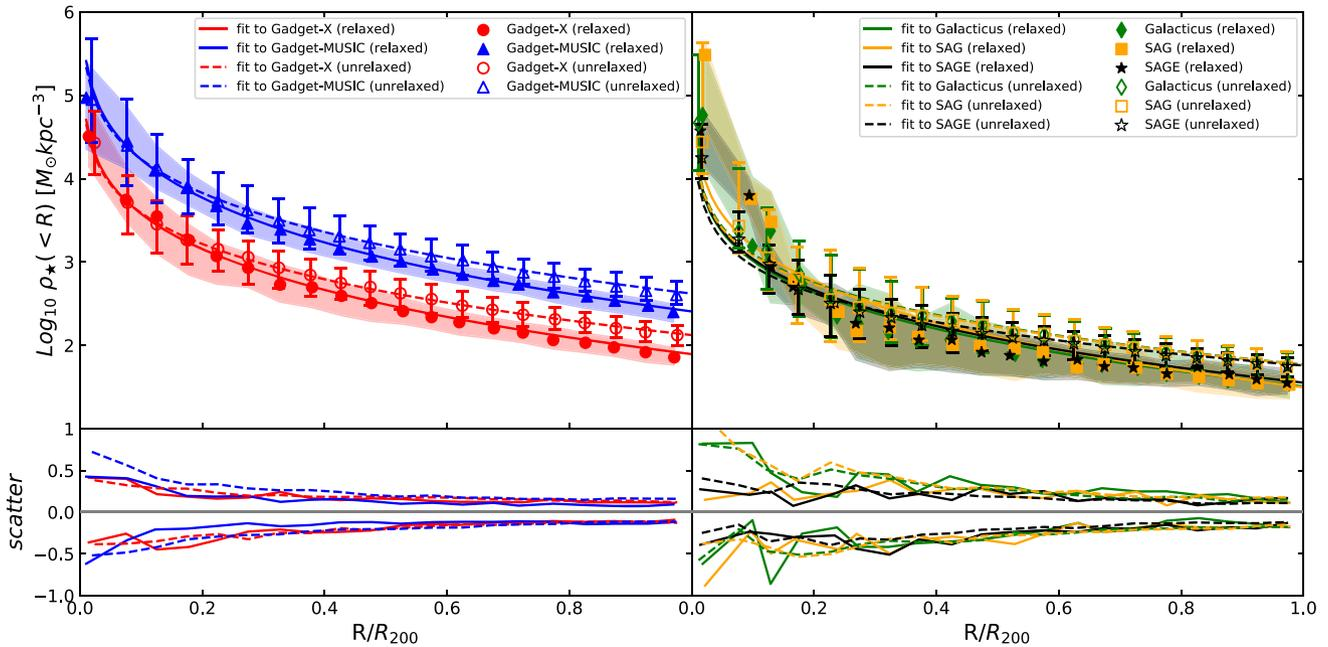 6
5
4
3
2
Log₁₀ ρ⋆( < R) [M⊙kpc⁻³]
fit to Gadget-X (relaxed)
fit to Gadget-MUSIC (relaxed)
fit to Gadget-X (unrelaxed)
fit to Gadget-MUSIC (unrelaxed)
Gadget-X (relaxed)
Gadget-MUSIC (relaxed)
Gadget-X (unrelaxed)
Gadget-MUSIC (unrelaxed)
fit to Galacticus (relaxed)
fit to SAG (relaxed)
fit to SAGE (relaxed)
fit to Galacticus (unrelaxed)
fit to SAG (unrelaxed)
fit to SAGE (unrelaxed)
Galacticus (relaxed)
SAG (relaxed)
SAGE (relaxed)
Galacticus (unrelaxed)
SAG (unrelaxed)
SAGE (unrelaxed)
1
0.5
0.0
−0.5
−1.0
scatter
0.0 0.2 0.4 0.6 0.8 0.0 0.2 0.4 0.6 0.8 1.0
R/R₂₀₀ R/R₂₀₀